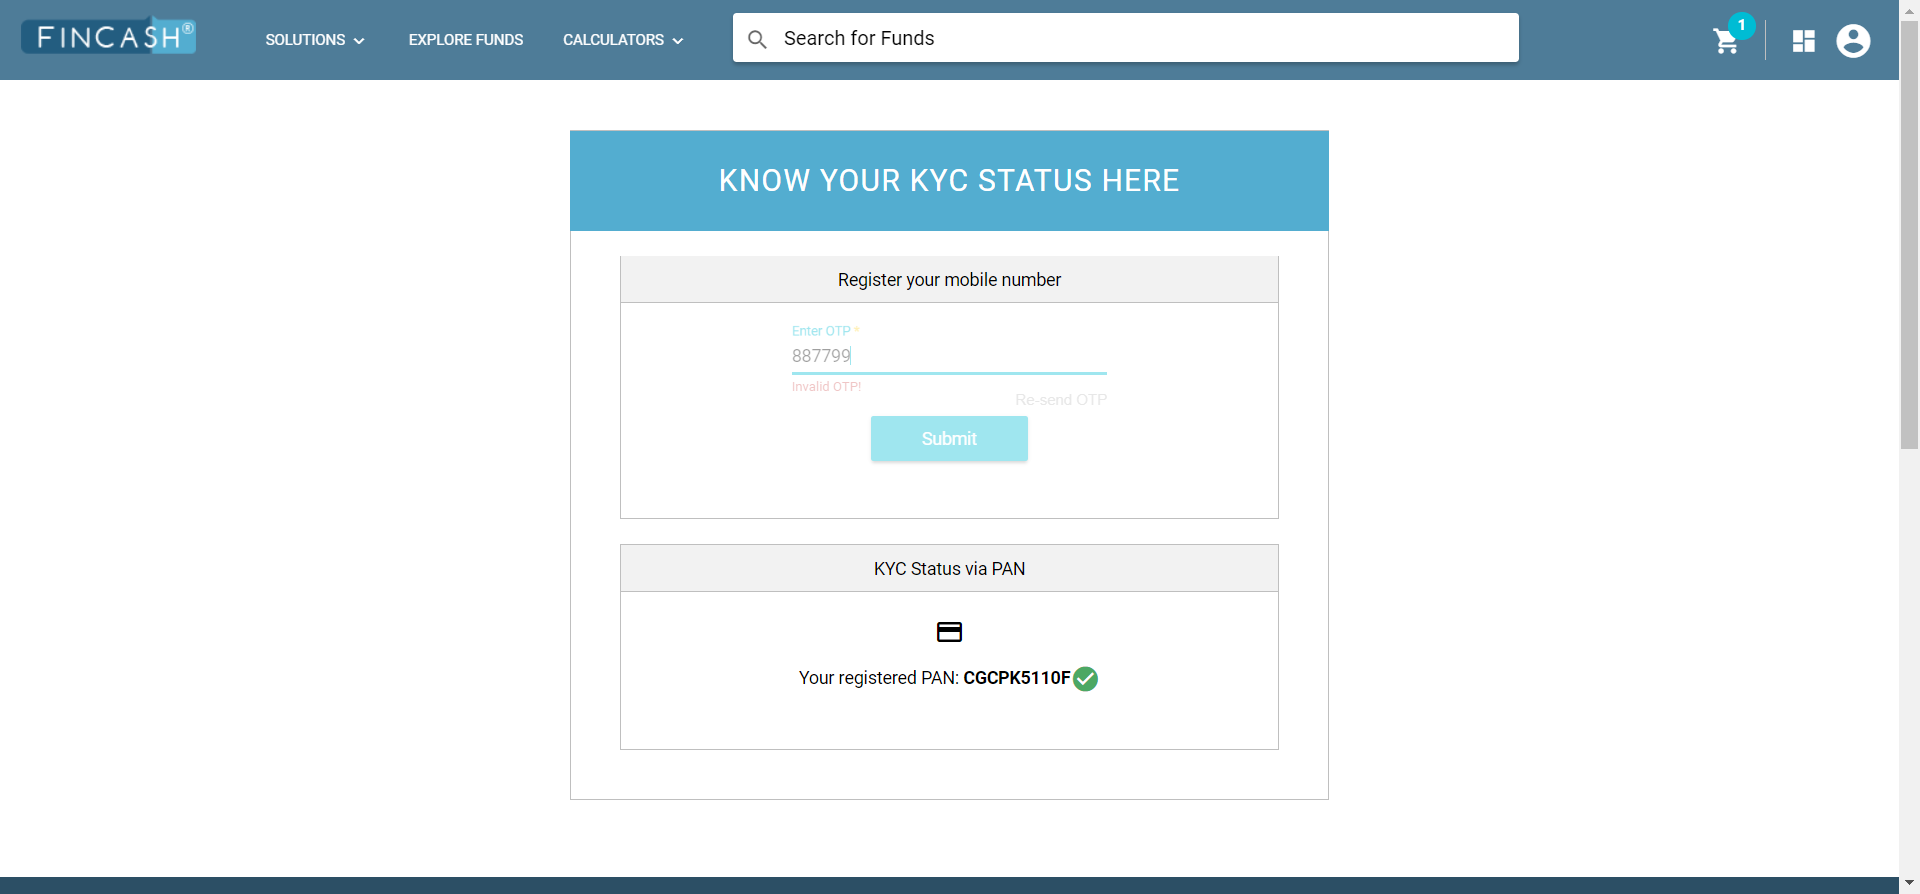 FINCASH®
SOLUTIONS
EXPLORE FUNDS
CALCULATORS
Search for Funds
1
KNOW YOUR KYC STATUS HERE
Register your mobile number
Enter OTP *
887799
Invalid OTP!
Re-send OTP
Submit
KYC Status via PAN
Your registered PAN: CGCPK5110F